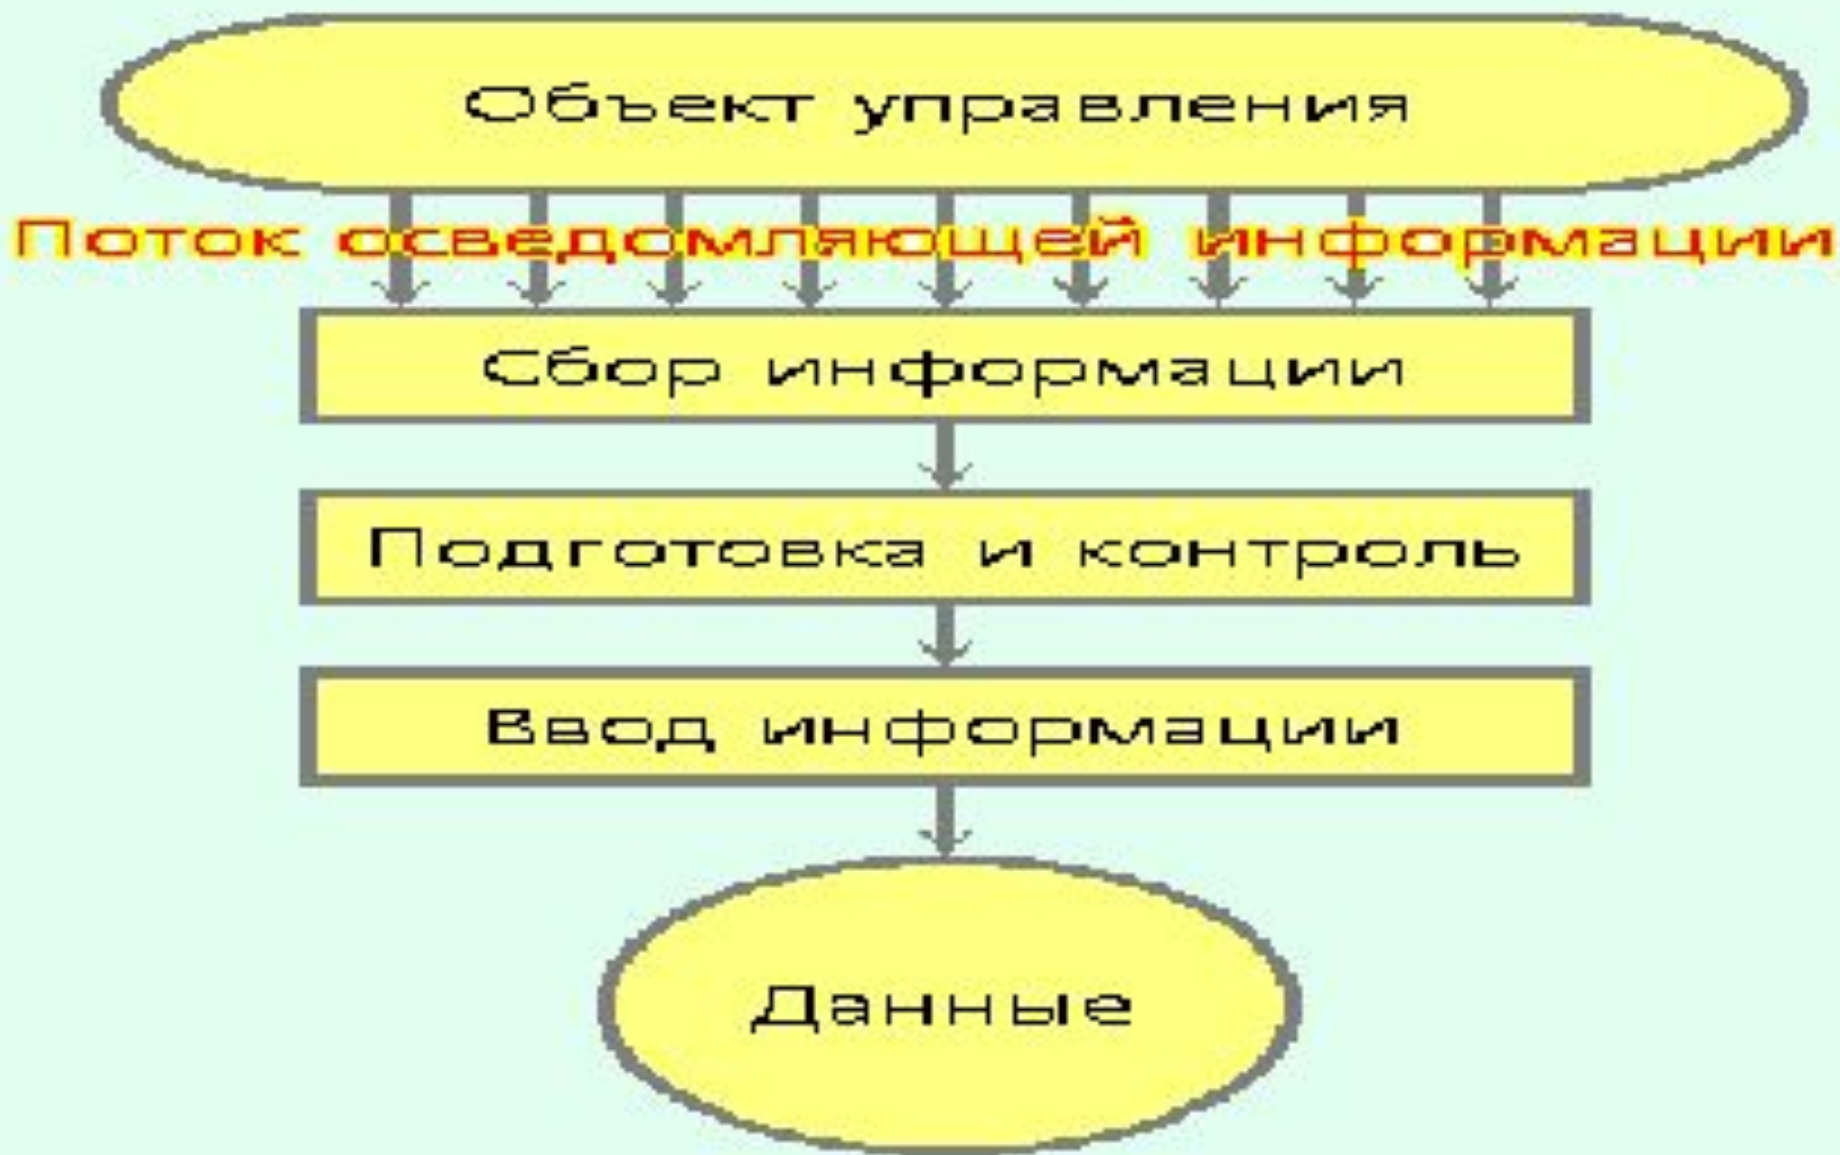 Объект управления
Поток осведомляющей информации
Сбор информации
Подготовка и контроль
Ввод информации
Данные